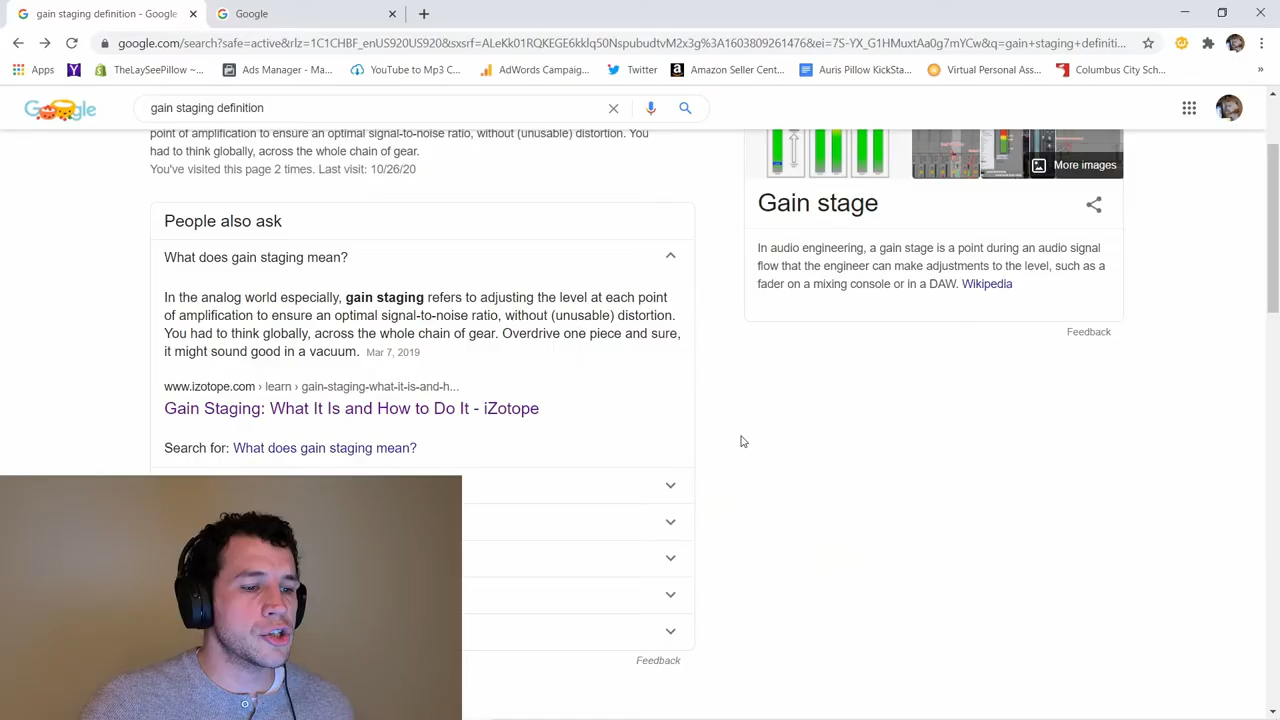 gain staging definition - Google
Google
google.com/search?safe=active&rlz=1C1CHBF_enUS920US920&sxsrf=ALeKk01RQKEGE6kklq50NspubudtvM2x3g%3A1603809261476&ei=7S-YX_G1HMuxtAa0g7mYCw&q=gain+staging+definiti...
Apps
TheLaySeePillow ~...
Ads Manager - Ma...
YouTube to Mp3 C...
AdWords Campaig...
Twitter
Amazon Seller Cent...
Auris Pillow KickSta...
Virtual Personal Ass...
Columbus City Sch...
gain staging definition
point of amplification to ensure an optimal signal-to-noise ratio, without (unusable) distortion. You
had to think globally, across the whole chain of gear.
You've visited this page 2 times. Last visit: 10/26/20
People also ask
What does gain staging mean?
In the analog world especially, gain staging refers to adjusting the level at each point
of amplification to ensure an optimal signal-to-noise ratio, without (unusable) distortion.
You had to think globally, across the whole chain of gear. Overdrive one piece and sure,
it might sound good in a vacuum. Mar 7, 2019
www.izotope.com › learn › gain-staging-what-it-is-and-h...
Gain Staging: What It Is and How to Do It - iZotope
Search for: What does gain staging mean?
Feedback
More images
Gain stage
In audio engineering, a gain stage is a point during an audio signal
flow that the engineer can make adjustments to the level, such as a
fader on a mixing console or in a DAW. Wikipedia
Feedback